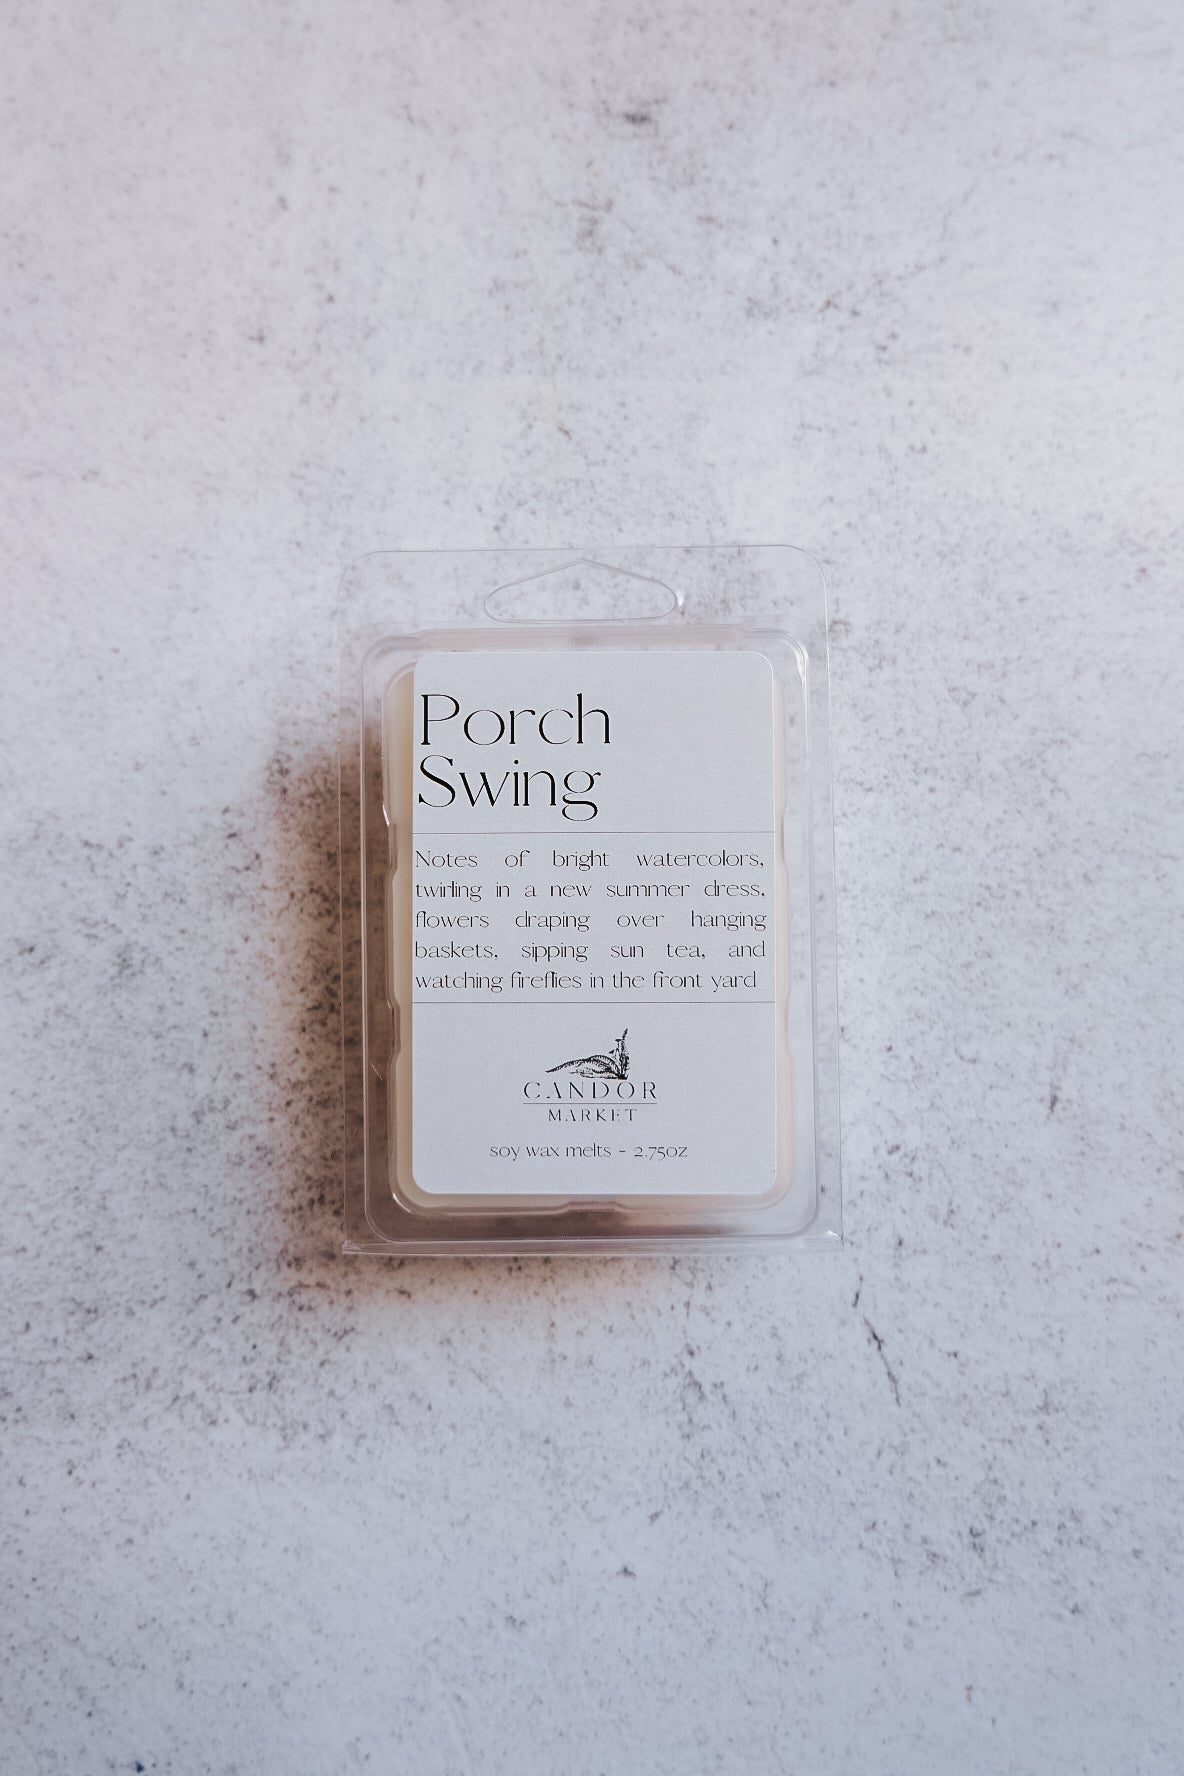 Porch
Swing
Notes of bright watercolors,
twirling in a new summer dress,
flowers draping over hanging
baskets, sipping sun tea, and
watching fireflies in the front yard
CANDOR
MARKET
soy wax melts - 2.75oz